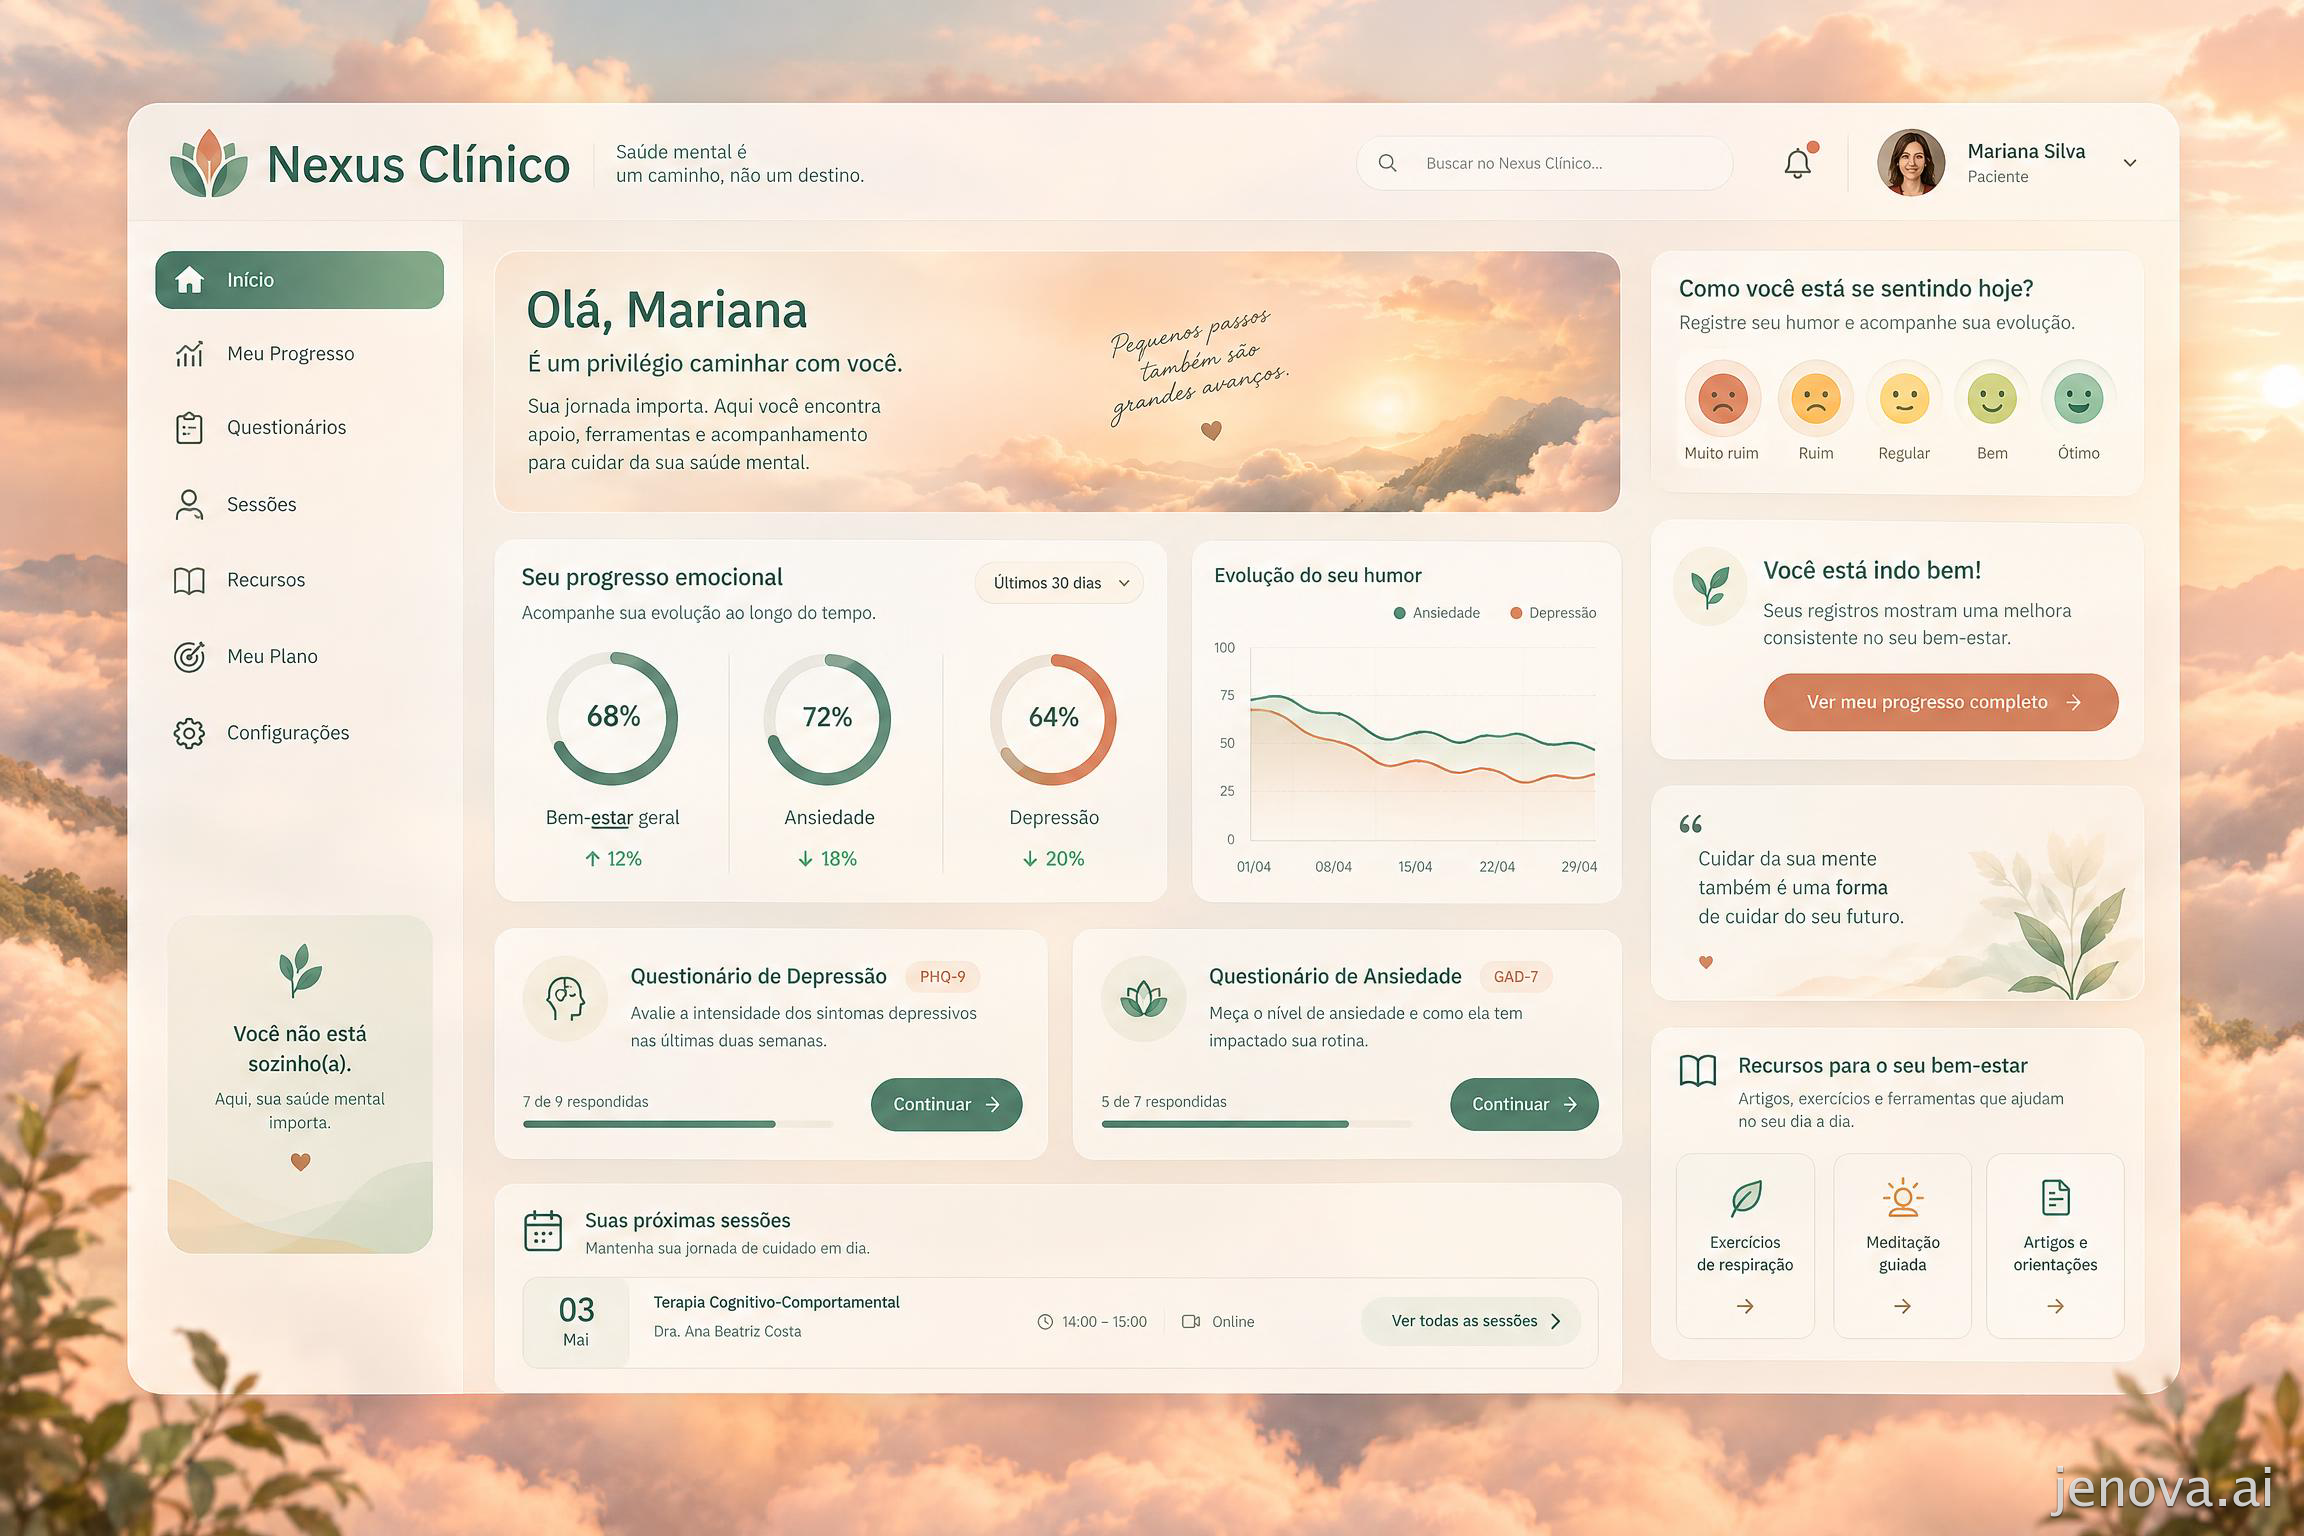 Nexus Clínico
Saúde mental é
um caminho, não um destino.
Buscar no Nexus Clínico...
Mariana Silva
Paciente
Início
Meu Progresso
Questionários
Sessões
Recursos
Meu Plano
Configurações
Você não está
sozinho(a).
Aqui, sua saúde mental
importa.
Olá, Mariana
É um privilégio caminhar com você.
Sua jornada importa. Aqui você encontra
apoio, ferramentas e acompanhamento
para cuidar da sua saúde mental.
Pequenos passos
também são
grandes avanços.
Seu progresso emocional
Acompanhe sua evolução ao longo do tempo.
Últimos 30 dias
68%
72%
64%
Bem-estar geral
Ansiedade
Depressão
↑ 12%
↓ 18%
↓ 20%
Evolução do seu humor
Ansiedade
Depressão
100
75
50
25
0
01/04
08/04
15/04
22/04
29/04
Questionário de Depressão
PHQ-9
Avalie a intensidade dos sintomas depressivos
nas últimas duas semanas.
7 de 9 respondidas
Continuar →
Questionário de Ansiedade
GAD-7
Meça o nível de ansiedade e como ela tem
impactado sua rotina.
5 de 7 respondidas
Continuar →
Suas próximas sessões
Mantenha sua jornada de cuidado em dia.
03
Mai
Terapia Cognitivo-Comportamental
Dra. Ana Beatriz Costa
14:00 – 15:00
Online
Ver todas as sessões
Como você está se sentindo hoje?
Registre seu humor e acompanhe sua evolução.
Muito ruim
Ruim
Regular
Bem
Ótimo
Você está indo bem!
Seus registros mostram uma melhora
consistente no seu bem-estar.
Ver meu progresso completo →
“
Cuidar da sua mente
também é uma forma
de cuidar do seu futuro.
Recursos para o seu bem-estar
Artigos, exercícios e ferramentas que ajudam
no seu dia a dia.
Exercícios
de respiração
→
Meditação
guiada
→
Artigos e
orientações
→
jenova.ai